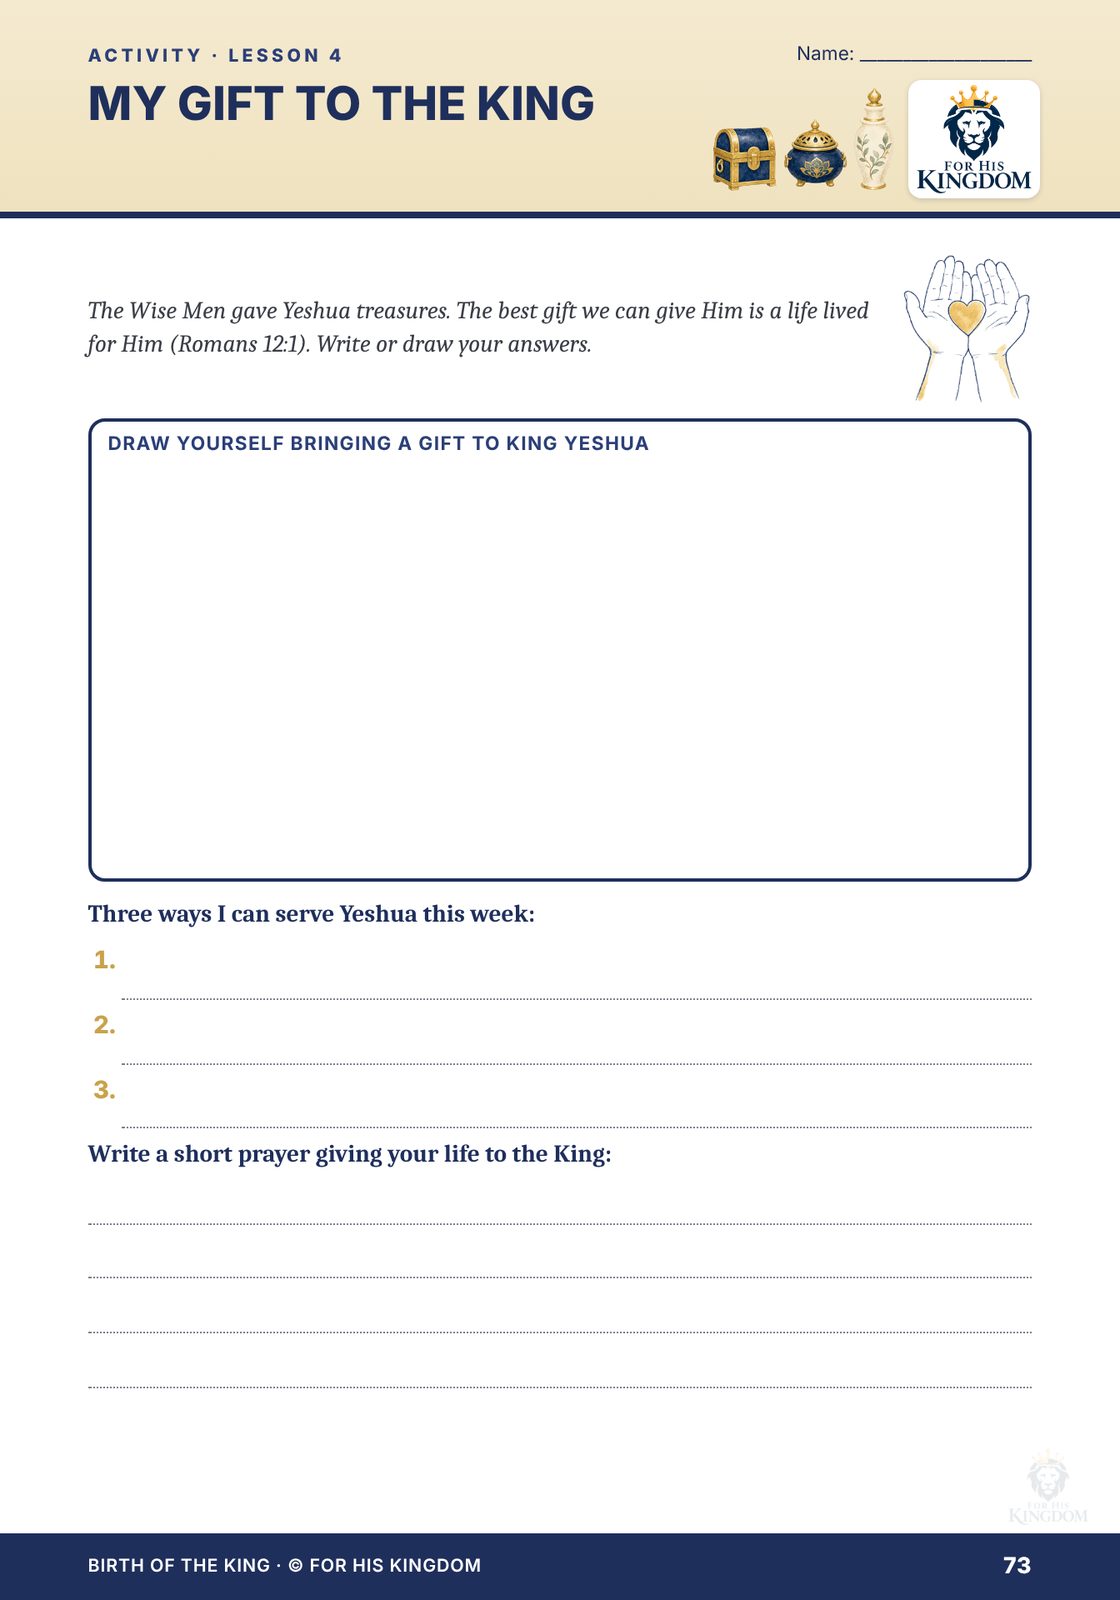 ACTIVITY · LESSON 4
Name: ____________________
MY GIFT TO THE KING
FOR HIS
KINGDOM
The Wise Men gave Yeshua treasures. The best gift we can give Him is a life lived
for Him (Romans 12:1). Write or draw your answers.
DRAW YOURSELF BRINGING A GIFT TO KING YESHUA
Three ways I can serve Yeshua this week:
1.
2.
3.
Write a short prayer giving your life to the King:
FOR HIS
KINGDOM
BIRTH OF THE KING · © FOR HIS KINGDOM
73